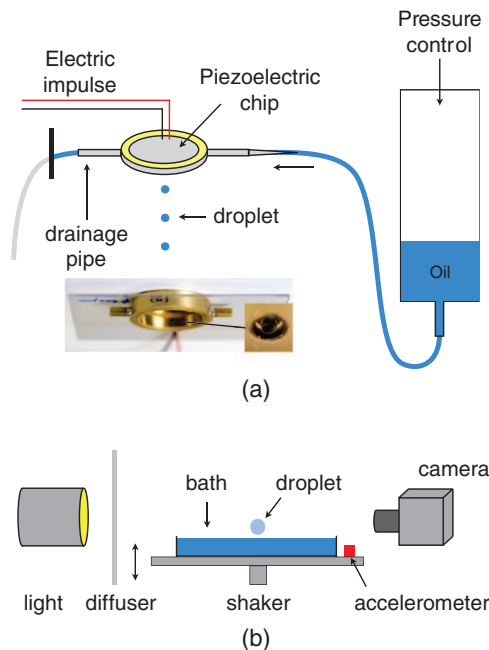 Pressure
control
Electric
impulse
Piezoelectric
chip
droplet
drainage
pipe
Oil
(a)
camera
droplet
bath
light
diffuser
shaker
accelerometer
(b)